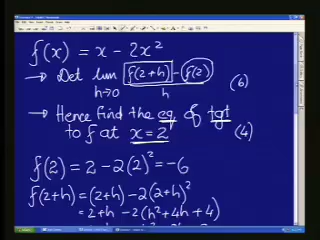 f(x) = x - 2x²
→ Det lim f(2+h) - f(2) (6)
h→0 h
→ Hence find the eq of tgt
to f at x = 2 (4)
f(2) = 2 - 2(2)² = -6
f(2+h) = (2+h) - 2(2+h)²
= 2+h - 2(h² + 4h + 4)